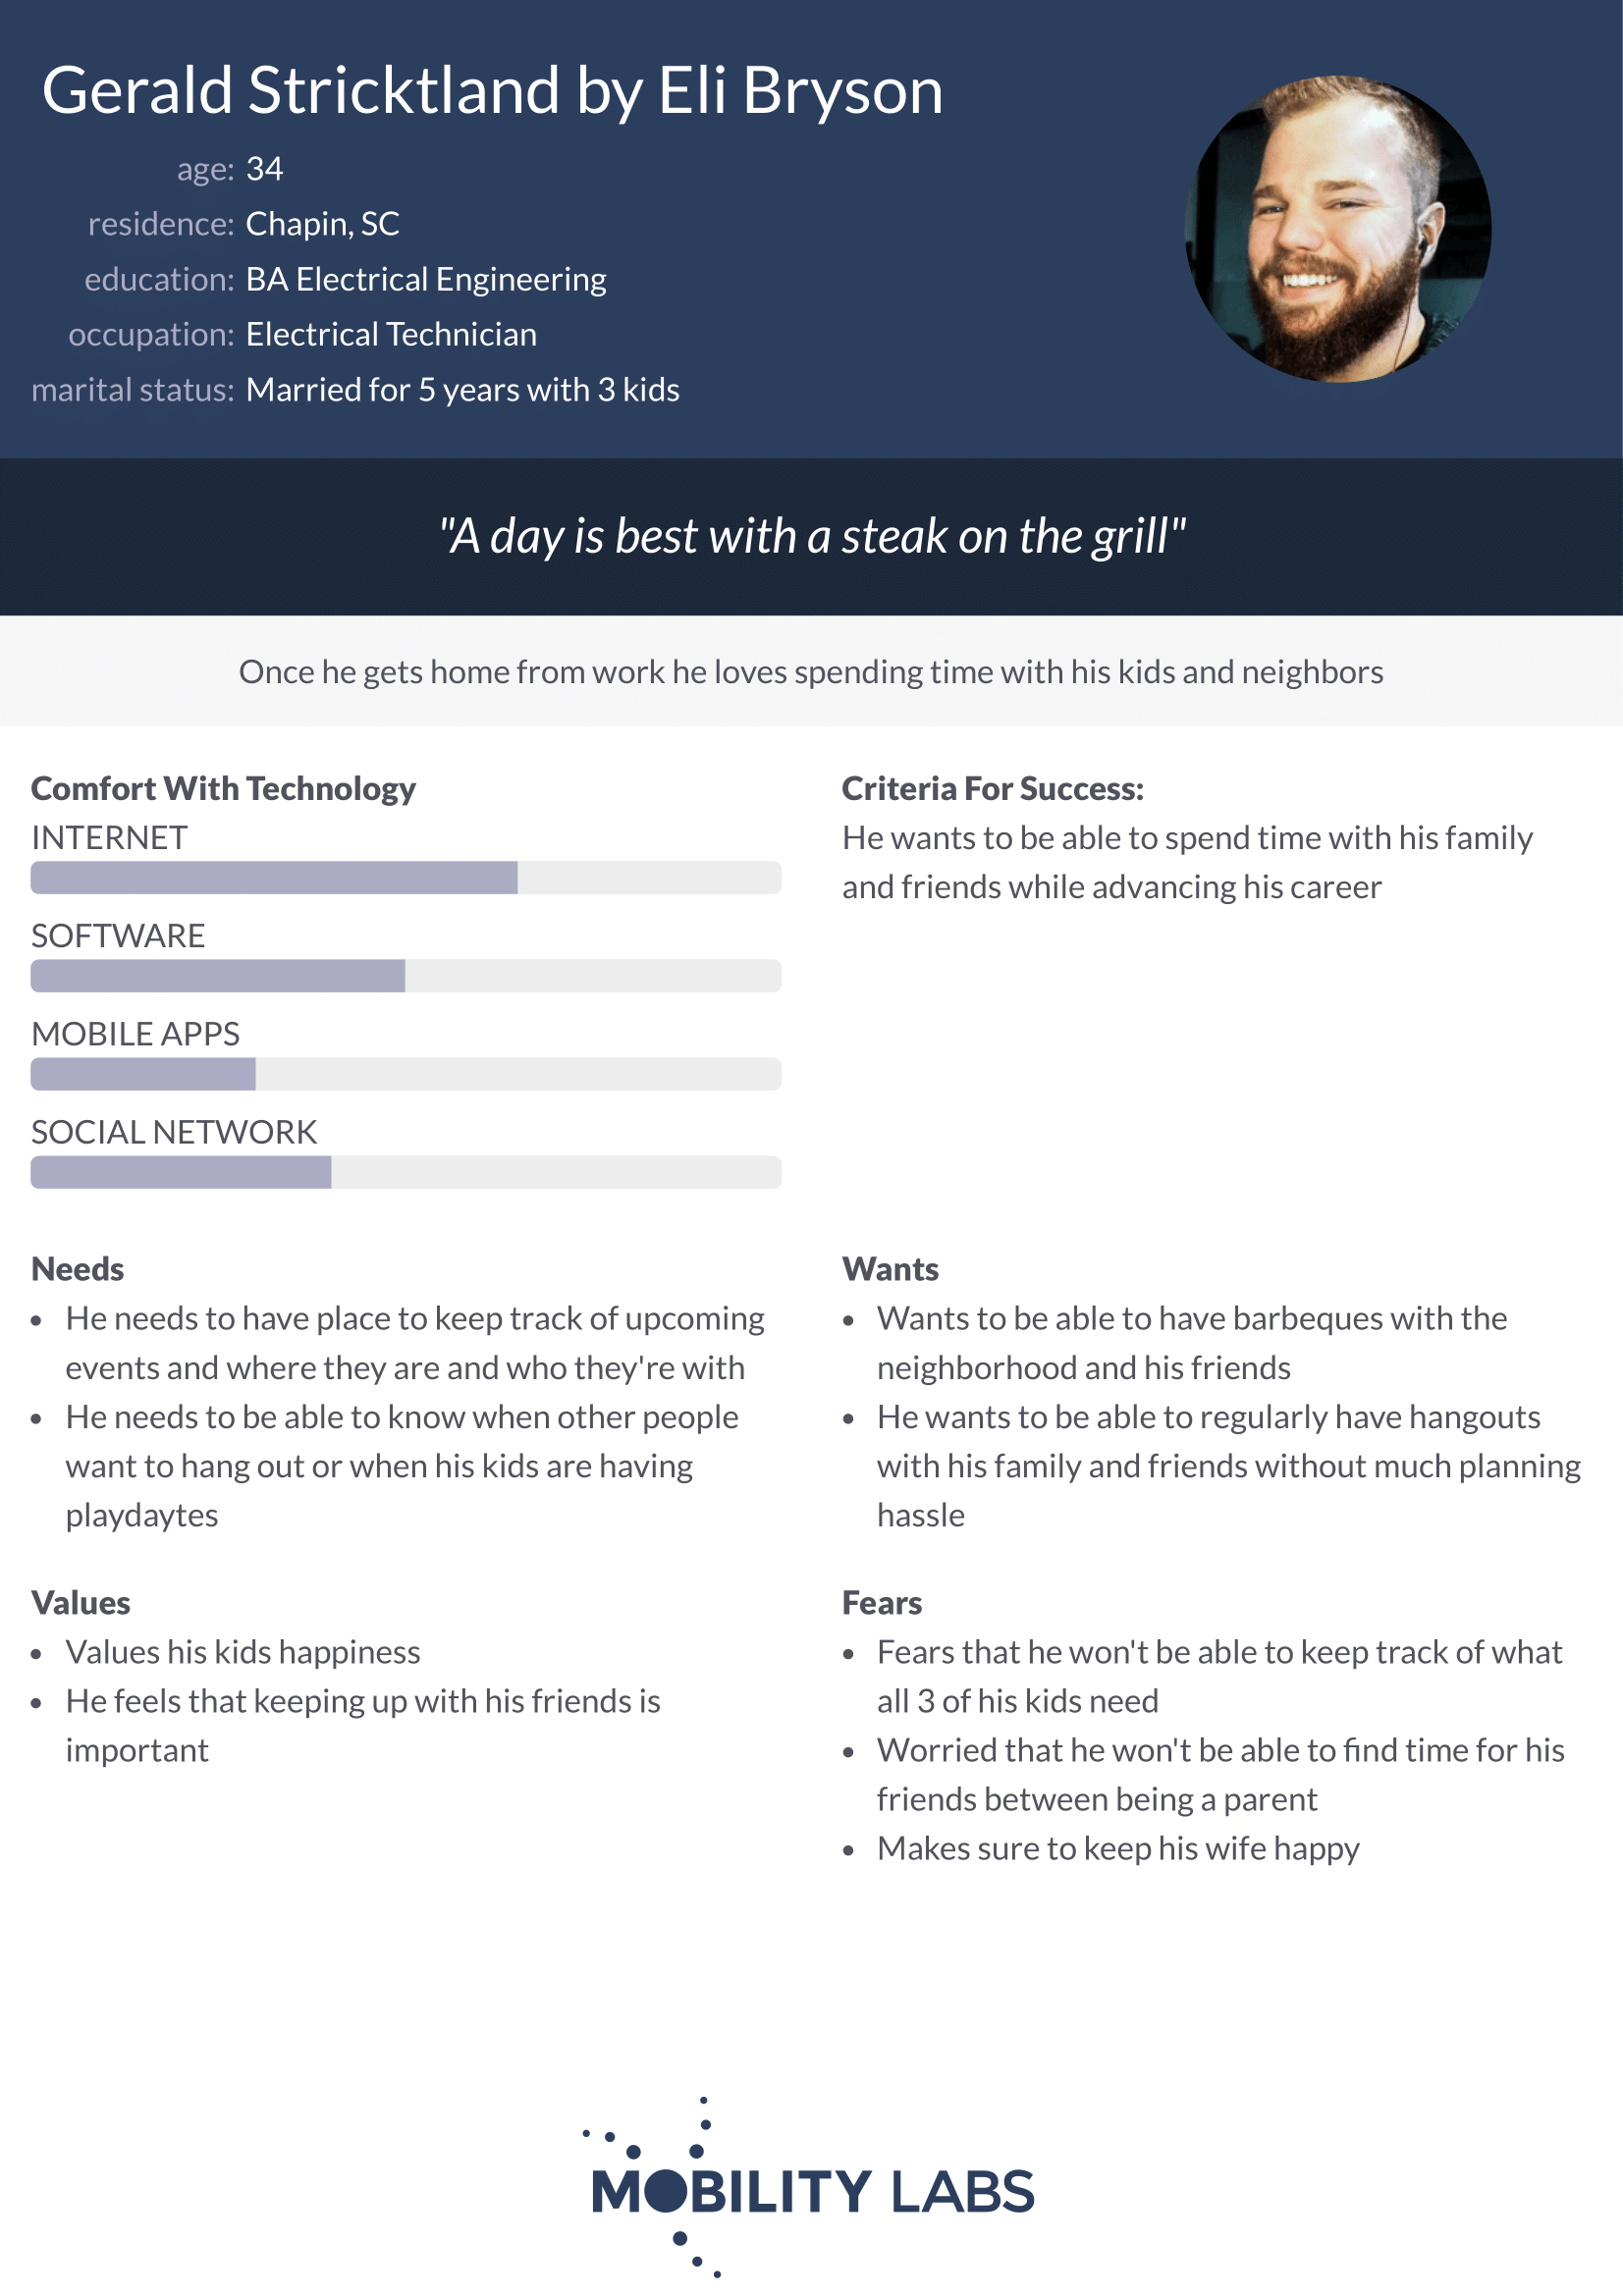 Gerald Stricktland by Eli Bryson
age: 34
residence: Chapin, SC
education: BA Electrical Engineering
occupation: Electrical Technician
marital status: Married for 5 years with 3 kids
"A day is best with a steak on the grill"
Once he gets home from work he loves spending time with his kids and neighbors
Comfort With Technology
INTERNET
SOFTWARE
MOBILE APPS
SOCIAL NETWORK
Criteria For Success:
He wants to be able to spend time with his family
and friends while advancing his career
Needs
• He needs to have place to keep track of upcoming
events and where they are and who they're with
• He needs to be able to know when other people
want to hang out or when his kids are having
playdaytes
Wants
• Wants to be able to have barbeques with the
neighborhood and his friends
• He wants to be able to regularly have hangouts
with his family and friends without much planning
hassle
Values
• Values his kids happiness
• He feels that keeping up with his friends is
important
Fears
• Fears that he won't be able to keep track of what
all 3 of his kids need
• Worried that he won't be able to find time for his
friends between being a parent
• Makes sure to keep his wife happy
MOBILITY LABS